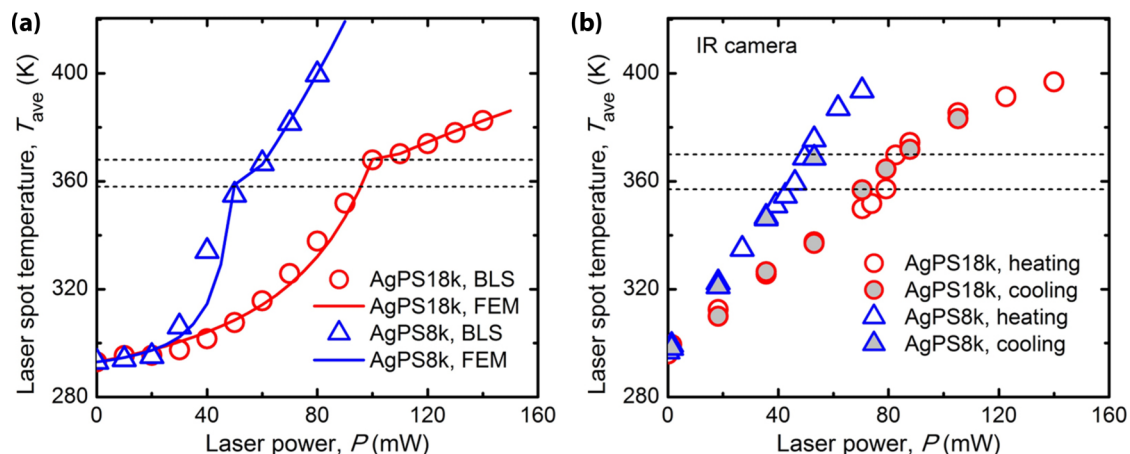 (a)
Laser spot temperature, T_ave (K)
400
360
320
280
AgPS18k, BLS
AgPS18k, FEM
AgPS8k, BLS
AgPS8k, FEM
0 40 80 120 160
Laser power, P (mW)
(b)
IR camera
Laser spot temperature, T_ave (K)
400
360
320
280
AgPS18k, heating
AgPS18k, cooling
AgPS8k, heating
AgPS8k, cooling
0 40 80 120 160
Laser power, P (mW)